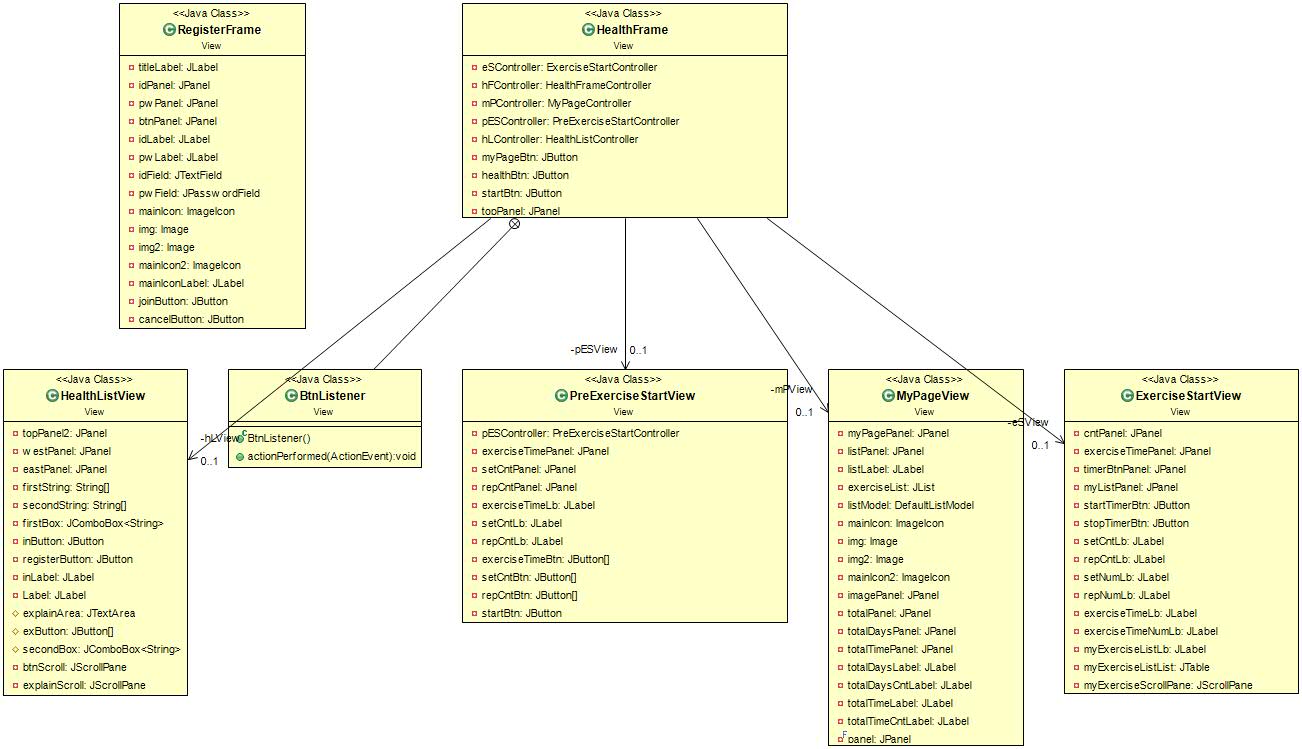 <<Java Class>>
RegisterFrame
View
titleLabel: JLabel
idPanel: JPanel
pwPanel: JPanel
btnPanel: JPanel
idLabel: JLabel
pwLabel: JLabel
idField: JTextField
pwField: JPasswordField
mainIcon: ImageIcon
img: Image
img2: Image
mainIcon2: ImageIcon
mainIconLabel: JLabel
joinButton: JButton
cancelButton: JButton
<<Java Class>>
HealthFrame
View
eSController: ExerciseStartController
hFController: HealthFrameController
mPController: MyPageController
pESController: PreExerciseStartController
hLController: HealthListController
myPageBtn: JButton
healthBtn: JButton
startBtn: JButton
topPanel: JPanel
-hLView
0..1
-pESView
0..1
-mPView
0..1
-eSView
0..1
<<Java Class>>
HealthListView
View
topPanel2: JPanel
westPanel: JPanel
eastPanel: JPanel
firstString: String[]
secondString: String[]
firstBox: JComboBox<String>
inButton: JButton
registerButton: JButton
inLabel: JLabel
Label: JLabel
explainArea: JTextArea
exButton: JButton[]
secondBox: JComboBox<String>
btnScroll: JScrollPane
explainScroll: JScrollPane
<<Java Class>>
BtnListener
View
BtnListener()
actionPerformed(ActionEvent):void
<<Java Class>>
PreExerciseStartView
View
pESController: PreExerciseStartController
exerciseTimePanel: JPanel
setCntPanel: JPanel
repCntPanel: JPanel
exerciseTimeLb: JLabel
setCntLb: JLabel
repCntLb: JLabel
exerciseTimeBtn: JButton[]
setCntBtn: JButton[]
repCntBtn: JButton[]
startBtn: JButton
<<Java Class>>
MyPageView
View
myPagePanel: JPanel
listPanel: JPanel
listLabel: JLabel
exerciseList: JList
listModel: DefaultListModel
mainIcon: ImageIcon
img: Image
img2: Image
mainIcon2: ImageIcon
imagePanel: JPanel
totalPanel: JPanel
totalDaysPanel: JPanel
totalTimePanel: JPanel
totalDaysLabel: JLabel
totalDaysCntLabel: JLabel
totalTimeLabel: JLabel
totalTimeCntLabel: JLabel
panel: JPanel
<<Java Class>>
ExerciseStartView
View
cntPanel: JPanel
exerciseTimePanel: JPanel
timerBtnPanel: JPanel
myListPanel: JPanel
startTimerBtn: JButton
stopTimerBtn: JButton
setCntLb: JLabel
repCntLb: JLabel
setNumLb: JLabel
repNumLb: JLabel
exerciseTimeLb: JLabel
exerciseTimeNumLb: JLabel
myExerciseListLb: JLabel
myExerciseListList: JTable
myExerciseScrollPane: JScrollPane